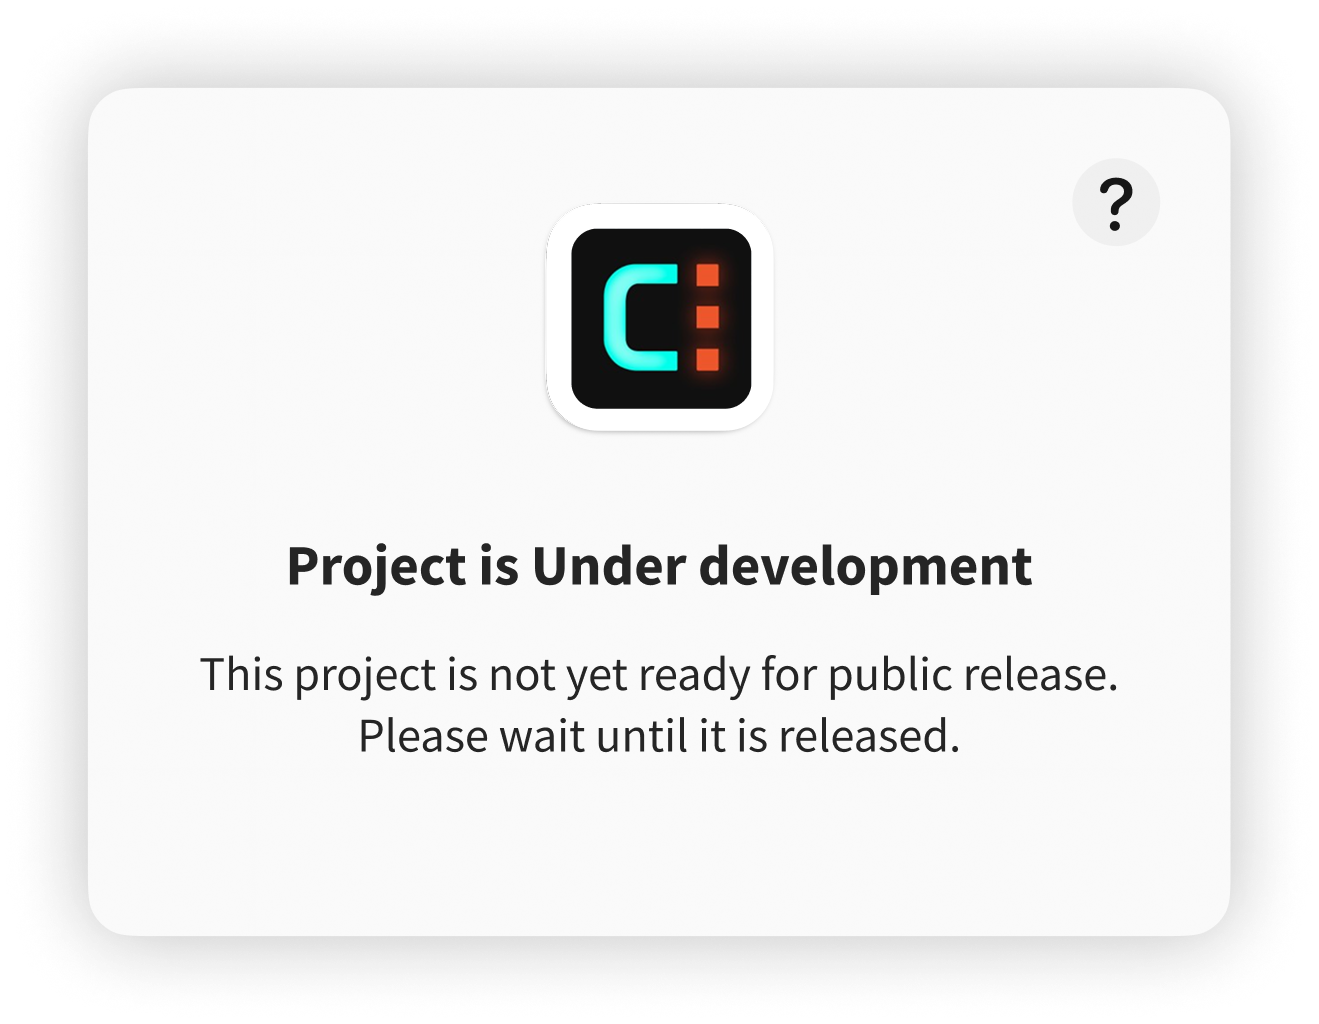 ?
Project is Under development
This project is not yet ready for public release.
Please wait until it is released.